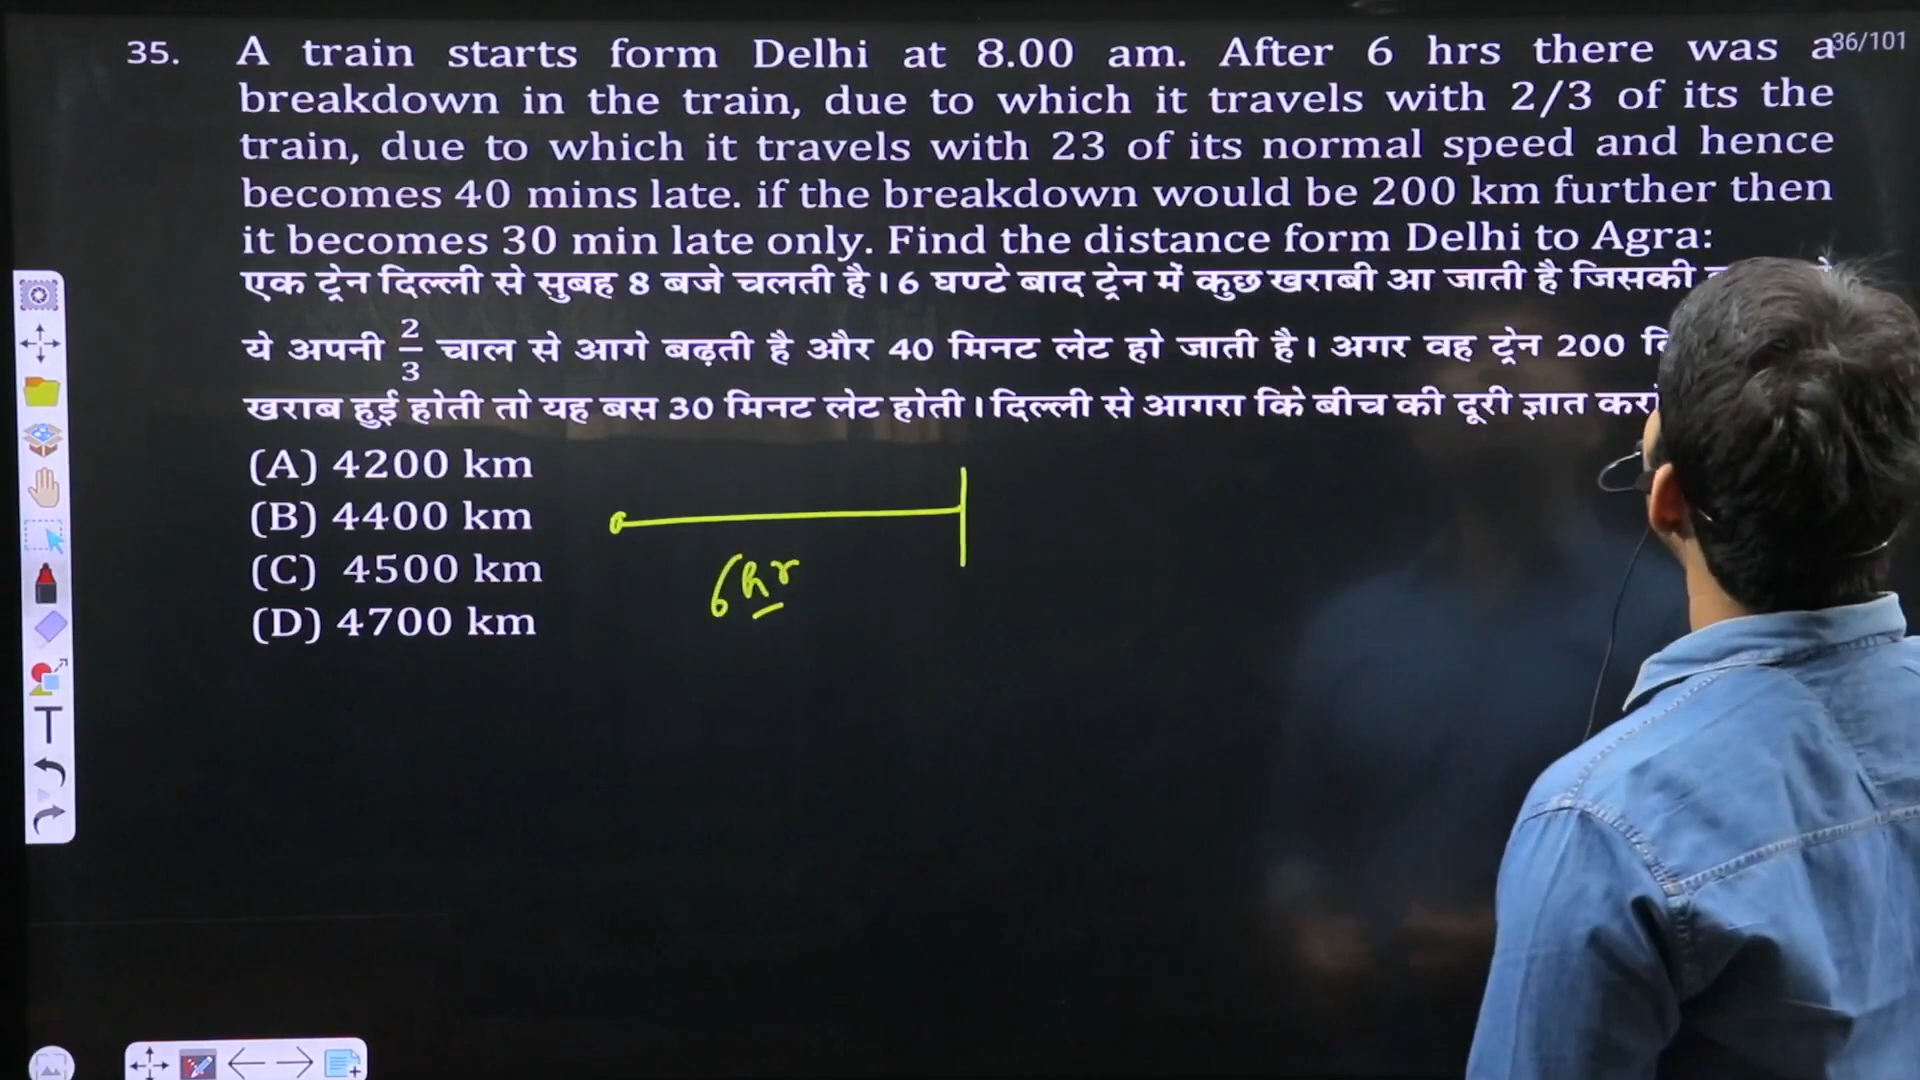 36/101
35. A train starts form Delhi at 8.00 am. After 6 hrs there was a
breakdown in the train, due to which it travels with 2/3 of its the
train, due to which it travels with 23 of its normal speed and hence
becomes 40 mins late. if the breakdown would be 200 km further then
it becomes 30 min late only. Find the distance form Delhi to Agra:
एक ट्रेन दिल्ली से सुबह 8 बजे चलती है। 6 घण्टे बाद ट्रेन में कुछ खराबी आ जाती है जिसकी
ये अपनी 2/3 चाल से आगे बढ़ती है और 40 मिनट लेट हो जाती है। अगर वह ट्रेन 200
खराब हुई होती तो यह बस 30 मिनट लेट होती। दिल्ली से आगरा कि बीच की दूरी ज्ञात
(A) 4200 km
(B) 4400 km
(C) 4500 km
(D) 4700 km
6hr
T